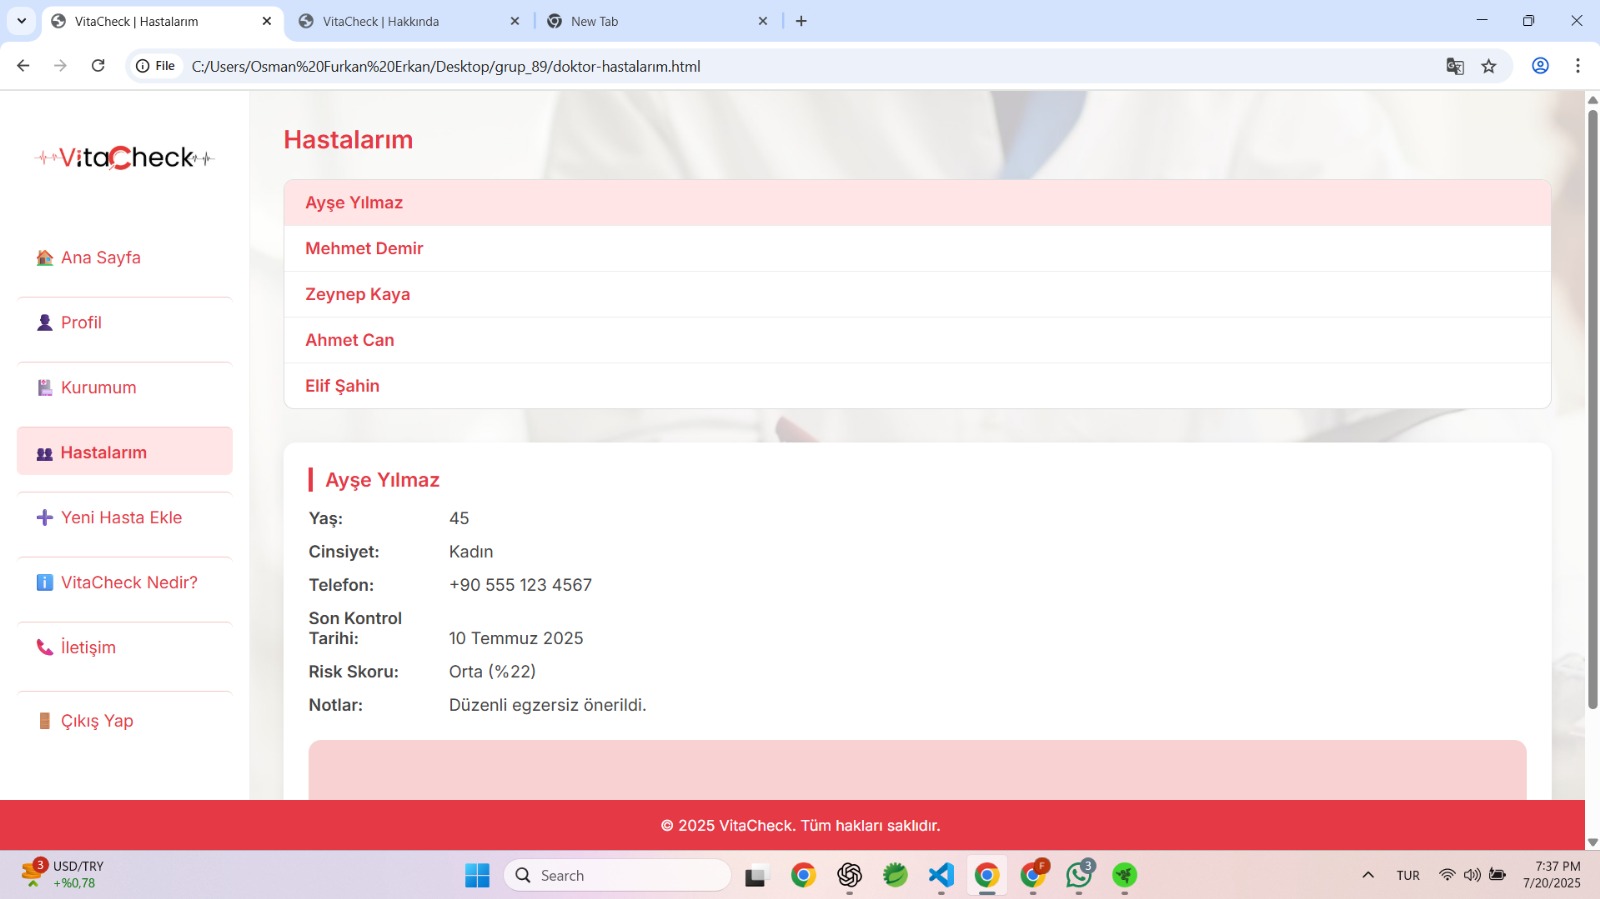 VitaCheck | Hastalarım
VitaCheck | Hakkında
New Tab
File
C:/Users/Osman%20Furkan%20Erkan/Desktop/grup_89/doktor-hastalarım.html
VitaCheck
Ana Sayfa
Profil
Kurumum
Hastalarım
Yeni Hasta Ekle
VitaCheck Nedir?
İletişim
Çıkış Yap
Hastalarım
Ayşe Yılmaz
Mehmet Demir
Zeynep Kaya
Ahmet Can
Elif Şahin
Ayşe Yılmaz
Yaş: 45
Cinsiyet: Kadın
Telefon: +90 555 123 4567
Son Kontrol
Tarihi: 10 Temmuz 2025
Risk Skoru: Orta (%22)
Notlar: Düzenli egzersiz önerildi.
© 2025 VitaCheck. Tüm hakları saklıdır.
3
USD/TRY
+%0,78
Search
F
3
TUR
7:37 PM
7/20/2025